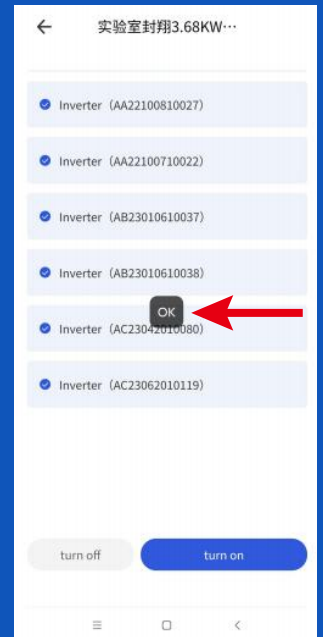 实验室封翔3.68KW…
Inverter (AA22100810027)
Inverter (AA22100710022)
Inverter (AB23010610037)
Inverter (AB23010610038)
OK
Inverter (AC23042010080)
Inverter (AC23062010119)
turn off
turn on